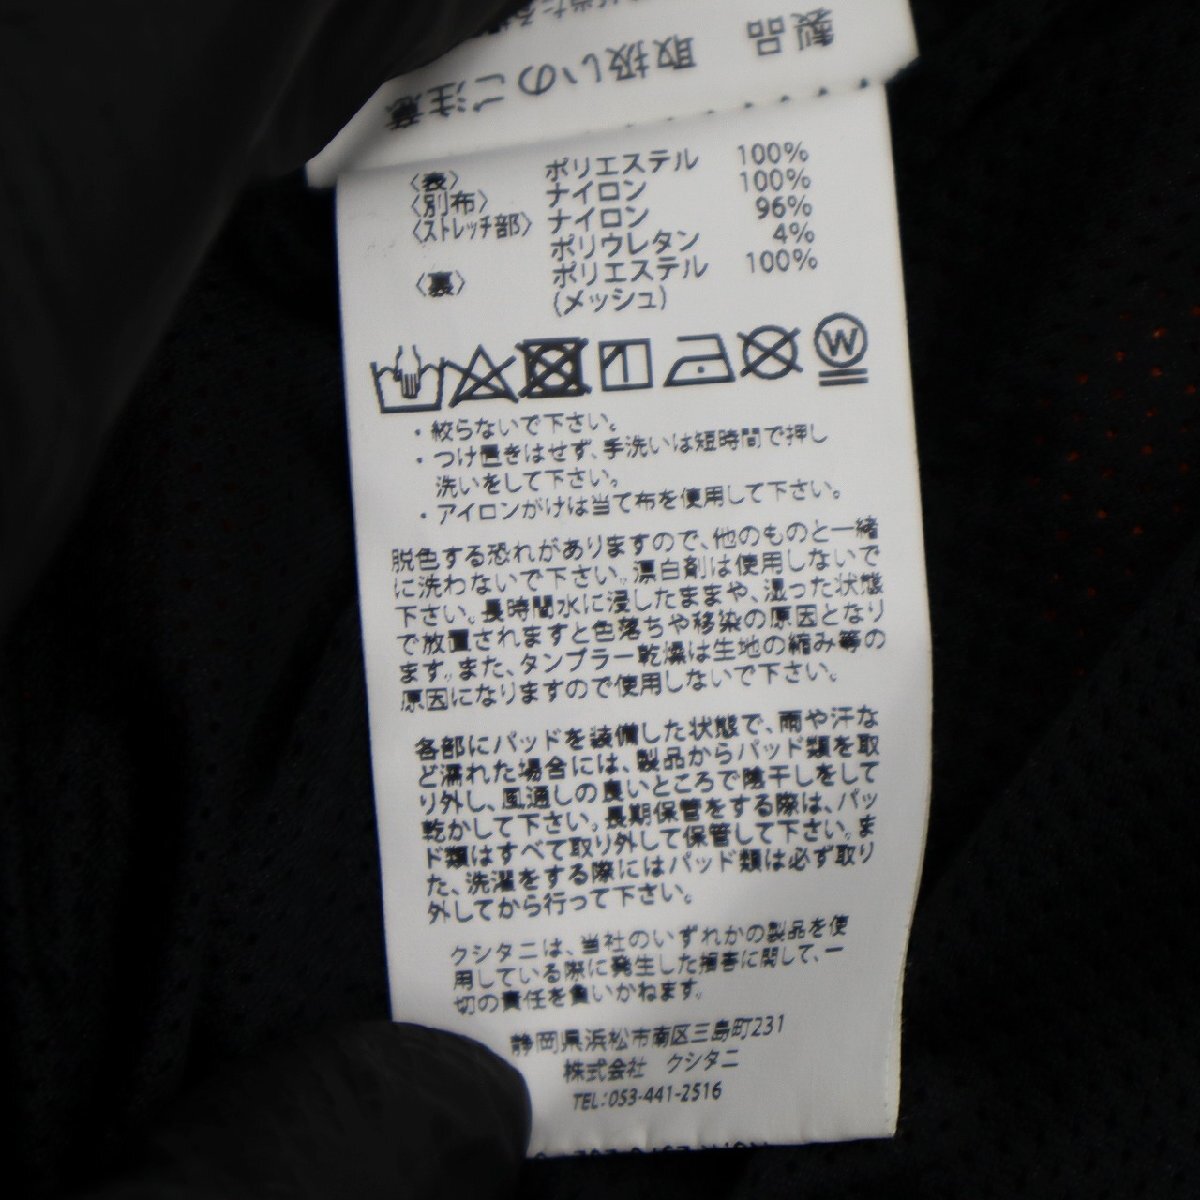 製品
取扱いのご注意
〈表〉 ポリエステル 100%
〈別布〉 ナイロン 100%
〈ストレッチ部〉 ナイロン 96%
ポリウレタン 4%
〈裏〉 ポリエステル 100%
(メッシュ)
W
・絞らないで下さい。
・つけ置きはせず、手洗いは短時間で押し
洗いをして下さい。
・アイロンがけは当て布を使用して下さい。
脱色する恐れがありますので、他のものと一緒
に洗わないで下さい。漂白剤は使用しないで
下さい。長時間水に浸したままや、湿った状態
で放置されますと色落ちや移染の原因となり
ます。また、タンブラー乾燥は生地の縮み等の
原因になりますので使用しないで下さい。
各部にパッドを装備した状態で、雨や汗な
ど濡れた場合には、製品からパッド類を取
り外し、風通しの良いところで陰干しをして
乾かして下さい。長期保管をする際は、パッ
ド類はすべて取り外して保管して下さい。ま
た、洗濯をする際にはパッド類は必ず取り
外してから行って下さい。
クシタニは、当社のいずれかの製品を使
用している際に発生した損害に関して、一
切の責任を負いかねます。
静岡県浜松市南区三島町231
株式会社 クシタニ
TEL:053-441-2516